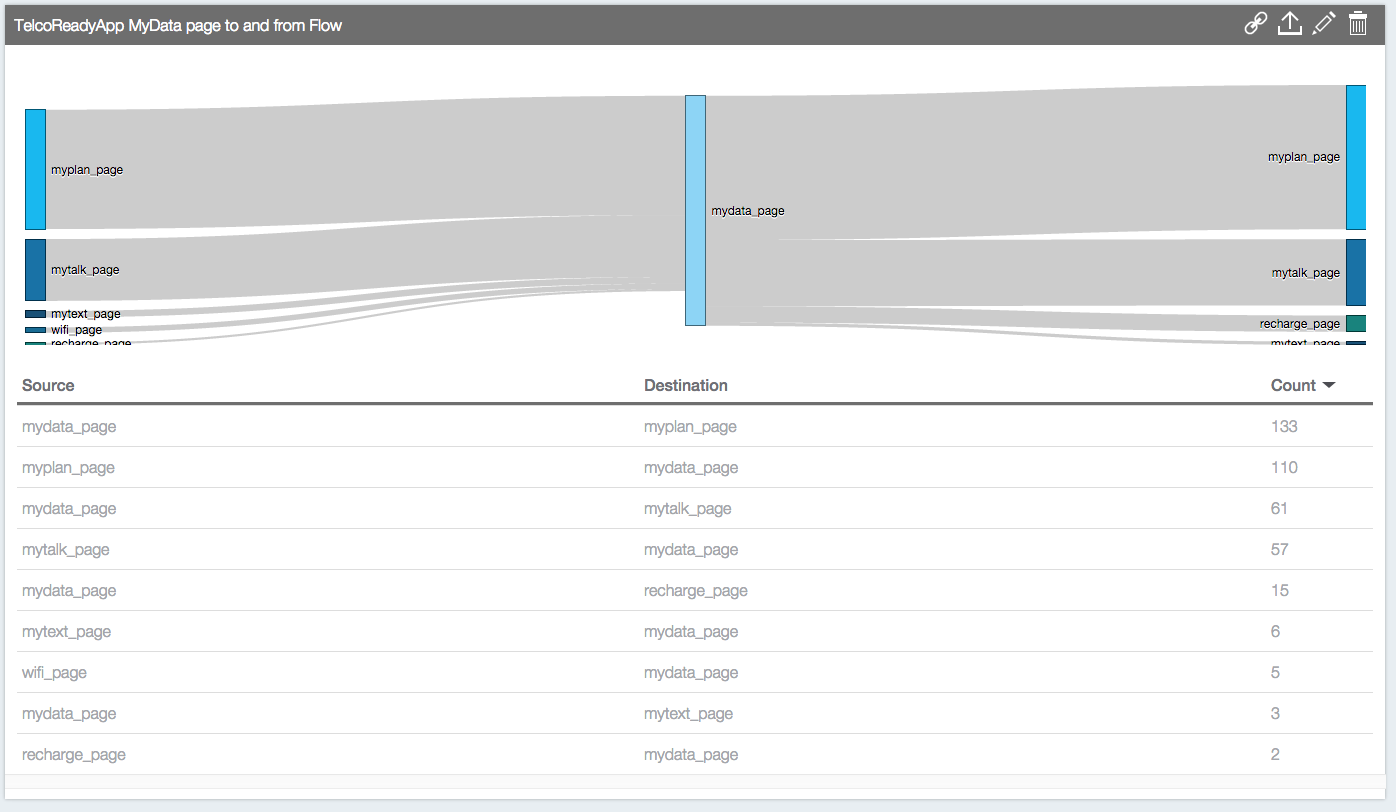 TelcoReadyApp MyData page to and from Flow
myplan_page
mytalk_page
mytext_page
wifi_page
recharge_page
mydata_page
myplan_page
mytalk_page
recharge_page
mytext_page
Source Destination Count
mydata_page myplan_page 133
myplan_page mydata_page 110
mydata_page mytalk_page 61
mytalk_page mydata_page 57
mydata_page recharge_page 15
mytext_page mydata_page 6
wifi_page mydata_page 5
mydata_page mytext_page 3
recharge_page mydata_page 2